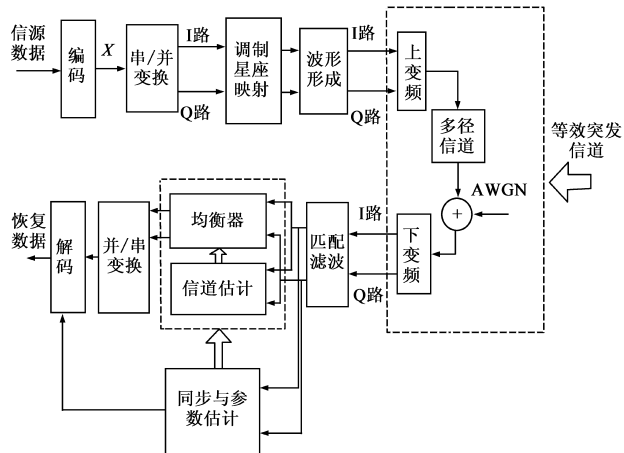 信源
数据
编
码
X
串/并
变换
I路
Q路
调制
星座
映射
波形
形成
I路
Q路
上
变
频
多径
信道
等效突发
信道
AWGN
+
下
变
频
I路
Q路
匹配
滤波
均衡器
信道估计
并/串
变换
解
码
恢复
数据
同步与参
数估计